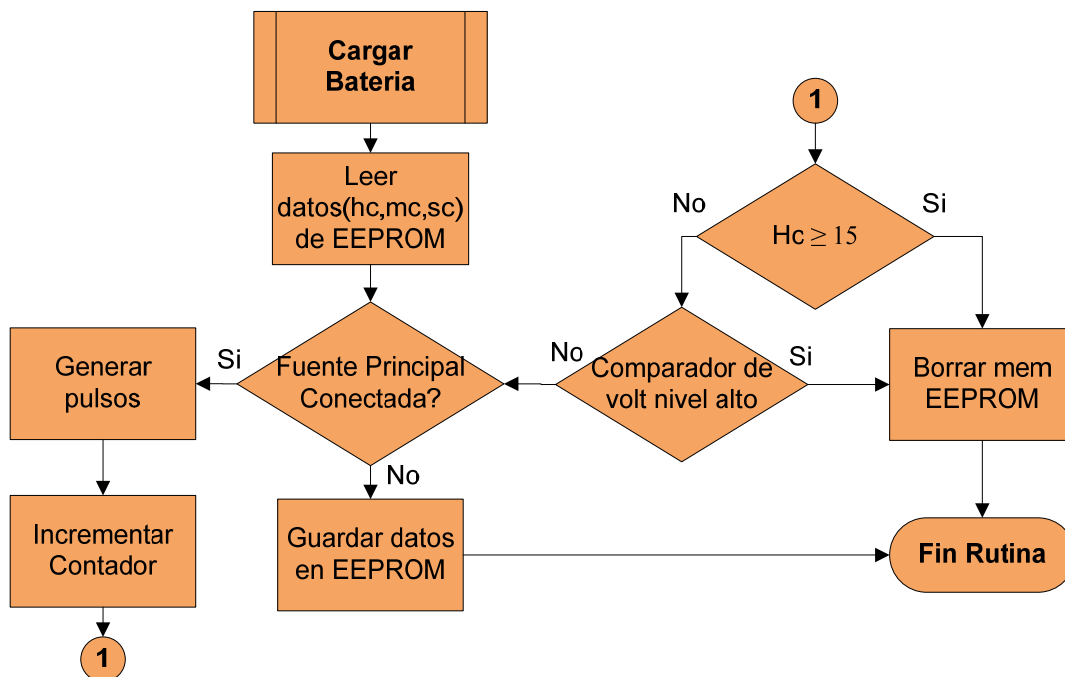 Cargar
Bateria
1
Leer
datos(hc,mc,sc)
de EEPROM
No
Si
Hc ≥ 15
Generar
pulsos
Si
Fuente Principal
Conectada?
No
Comparador de
volt nivel alto
Si
Borrar mem
EEPROM
No
Incrementar
Contador
Guardar datos
en EEPROM
Fin Rutina
1